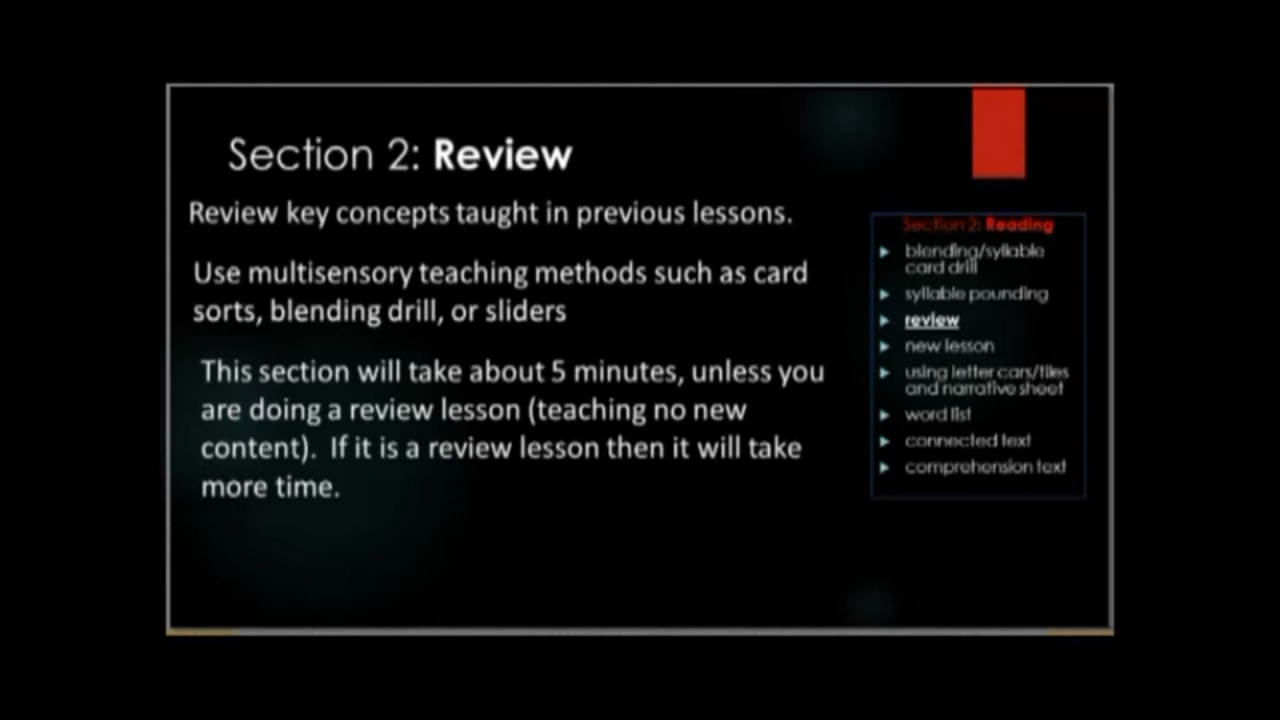 Section 2: Review
Review key concepts taught in previous lessons.
Use multisensory teaching methods such as card
sorts, blending drill, or sliders
This section will take about 5 minutes, unless you
are doing a review lesson (teaching no new
content).  If it is a review lesson then it will take
more time.
Section 2: Reading
blending/syllable
card drill
syllable pounding
review
new lesson
using letter cars/tiles
and narrative sheet
word list
connected text
comprehension text